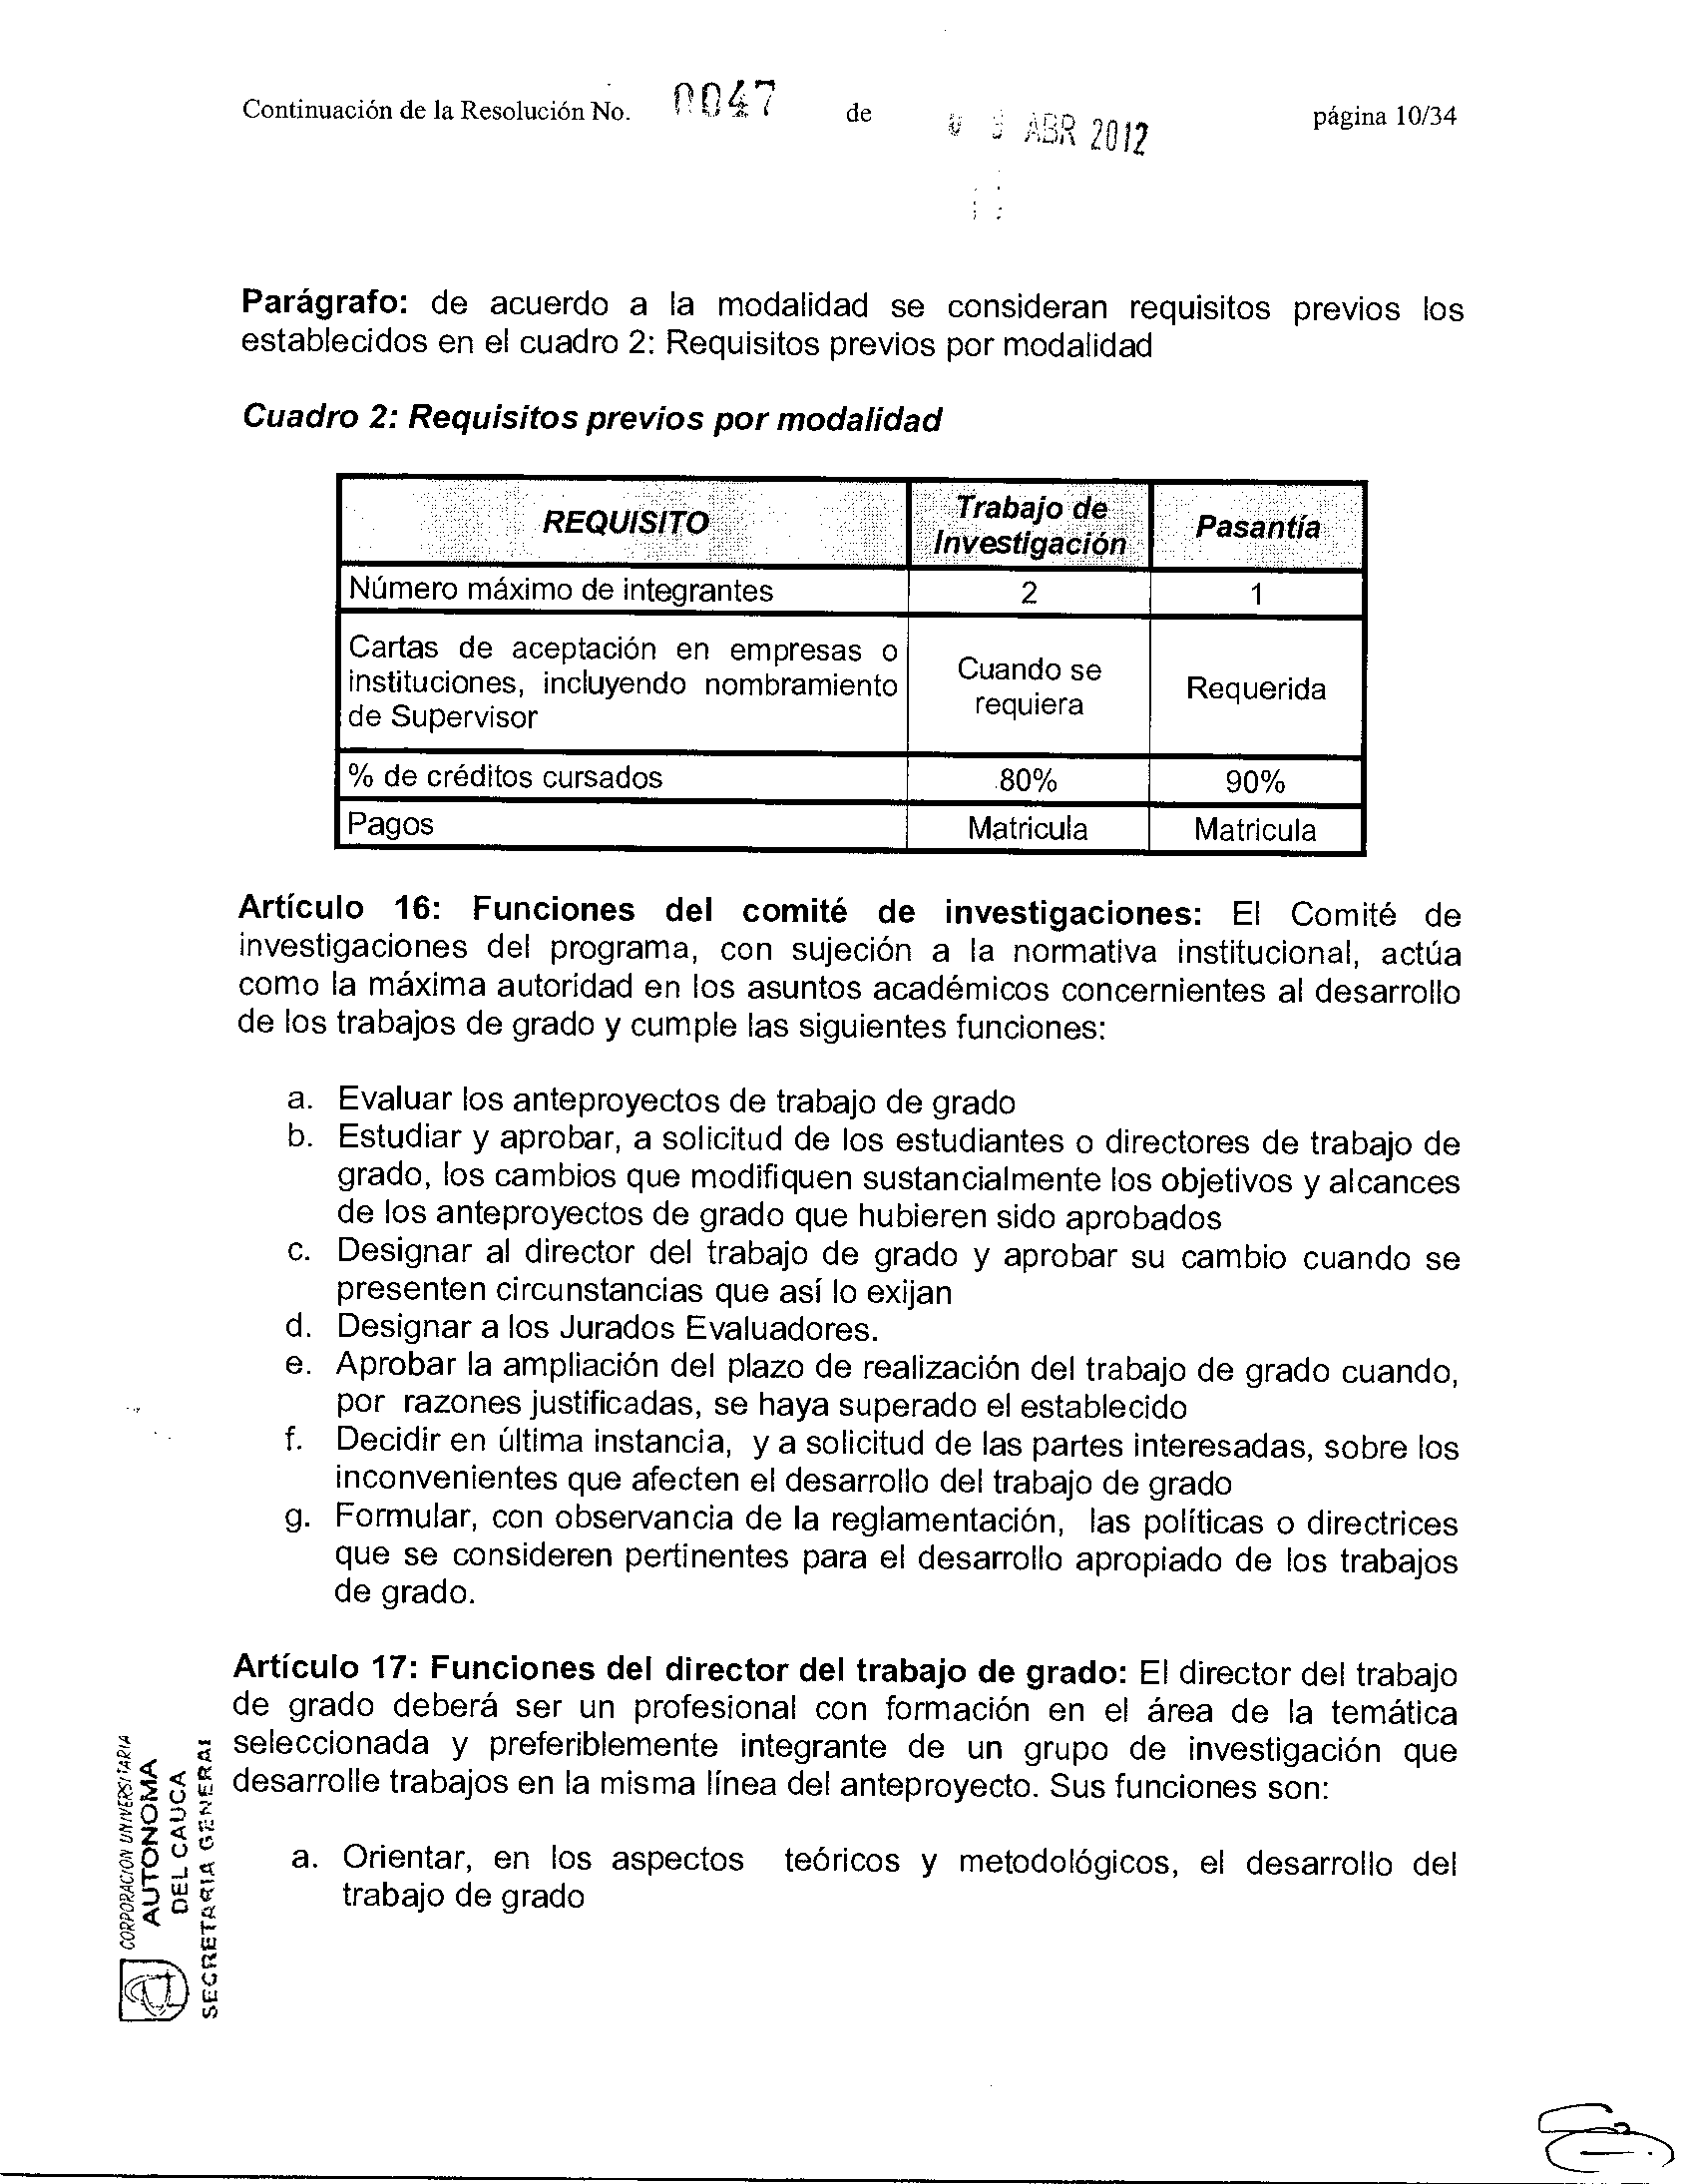 Continuación de la Resolución No. 0047 de ABR 2012 página 10/34
Parágrafo: de acuerdo a la modalidad se consideran requisitos previos los
establecidos en el cuadro 2: Requisitos previos por modalidad
Cuadro 2: Requisitos previos por modalidad
REQUISITO
Trabajo de
Investigación
Pasantía
Número máximo de integrantes 2 1
Cartas de aceptación en empresas o
instituciones, incluyendo nombramiento
de Supervisor
Cuando se
requiera
Requerida
% de créditos cursados 80% 90%
Pagos Matricula Matricula
Artículo 16: Funciones del comité de investigaciones: El Comité de
investigaciones del programa, con sujeción a la normativa institucional, actúa
como la máxima autoridad en los asuntos académicos concernientes al desarrollo
de los trabajos de grado y cumple las siguientes funciones:
a. Evaluar los anteproyectos de trabajo de grado
b. Estudiar y aprobar, a solicitud de los estudiantes o directores de trabajo de
grado, los cambios que modifiquen sustancialmente los objetivos y alcances
de los anteproyectos de grado que hubieren sido aprobados
c. Designar al director del trabajo de grado y aprobar su cambio cuando se
presenten circunstancias que así lo exijan
d. Designar a los Jurados Evaluadores.
e. Aprobar la ampliación del plazo de realización del trabajo de grado cuando,
por razones justificadas, se haya superado el establecido
f. Decidir en última instancia, y a solicitud de las partes interesadas, sobre los
inconvenientes que afecten el desarrollo del trabajo de grado
g. Formular, con observancia de la reglamentación, las políticas o directrices
que se consideren pertinentes para el desarrollo apropiado de los trabajos
de grado.
Artículo 17: Funciones del director del trabajo de grado: El director del trabajo
de grado deberá ser un profesional con formación en el área de la temática
seleccionada y preferiblemente integrante de un grupo de investigación que
desarrolle trabajos en la misma línea del anteproyecto. Sus funciones son:
a. Orientar, en los aspectos teóricos y metodológicos, el desarrollo del
trabajo de grado
CORPORACION UNIVERSITARIA
AUTONOMA
DEL CAUCA
SECRETARIA GENERAL